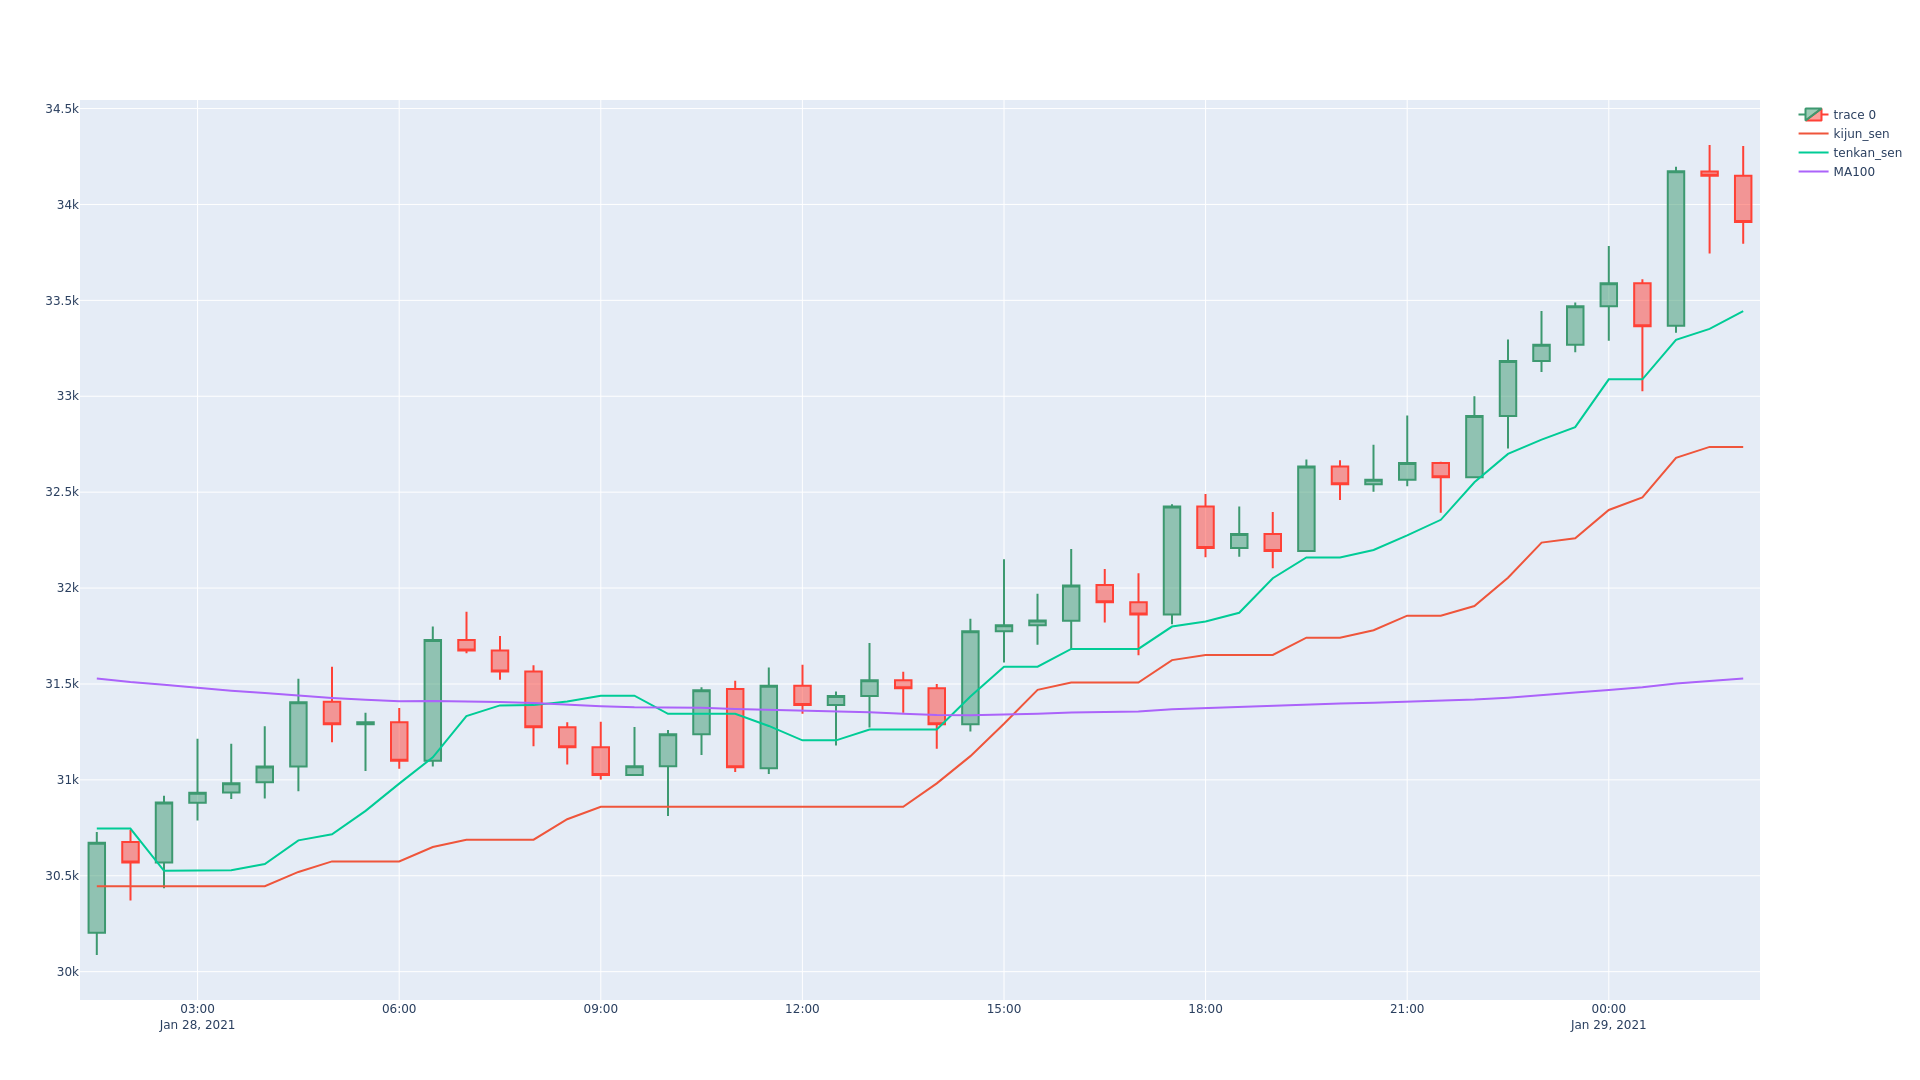 34.5k
34k
33.5k
33k
32.5k
32k
31.5k
31k
30.5k
30k
03:00
Jan 28, 2021
06:00
09:00
12:00
15:00
18:00
21:00
00:00
Jan 29, 2021
trace 0
kijun_sen
tenkan_sen
MA100